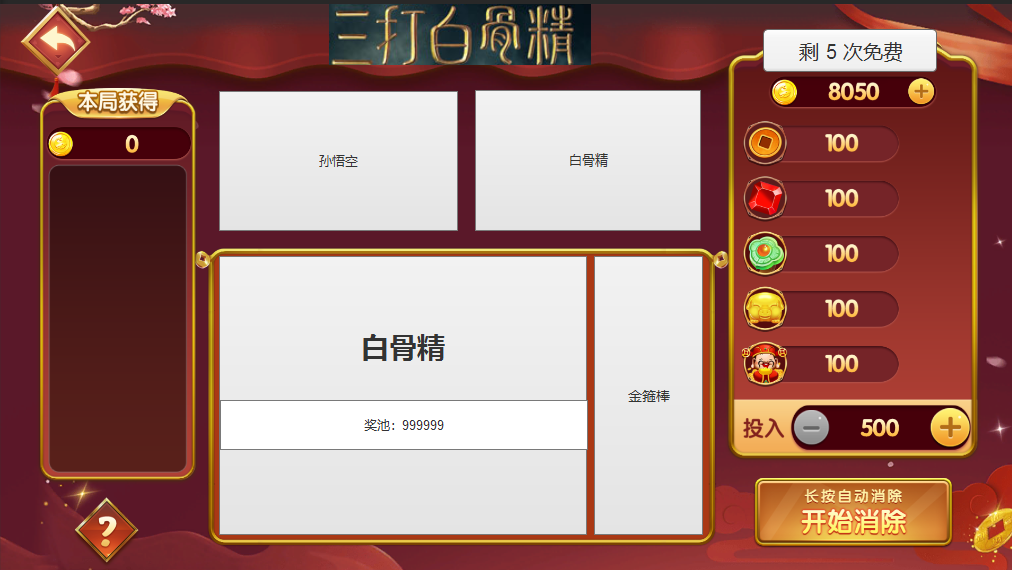 三打白骨精
剩 5 次免费
8050
本局获得
0
孙悟空
白骨精
100
100
100
100
100
白骨精
奖池：999999
金箍棒
投入
500
长按自动消除
开始消除
?